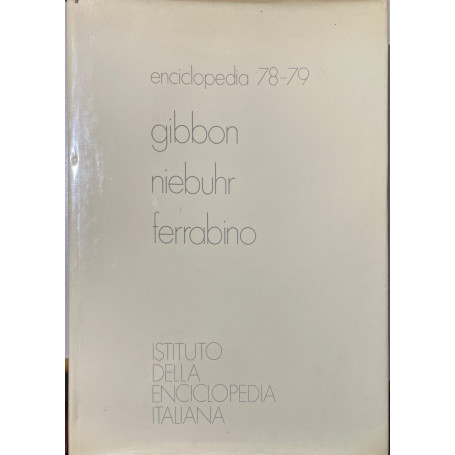 enciclopedia 78-79
gibbon
niebuhr
ferrabino
ISTITUTO
DELLA
ENCICLOPEDIA
ITALIANA